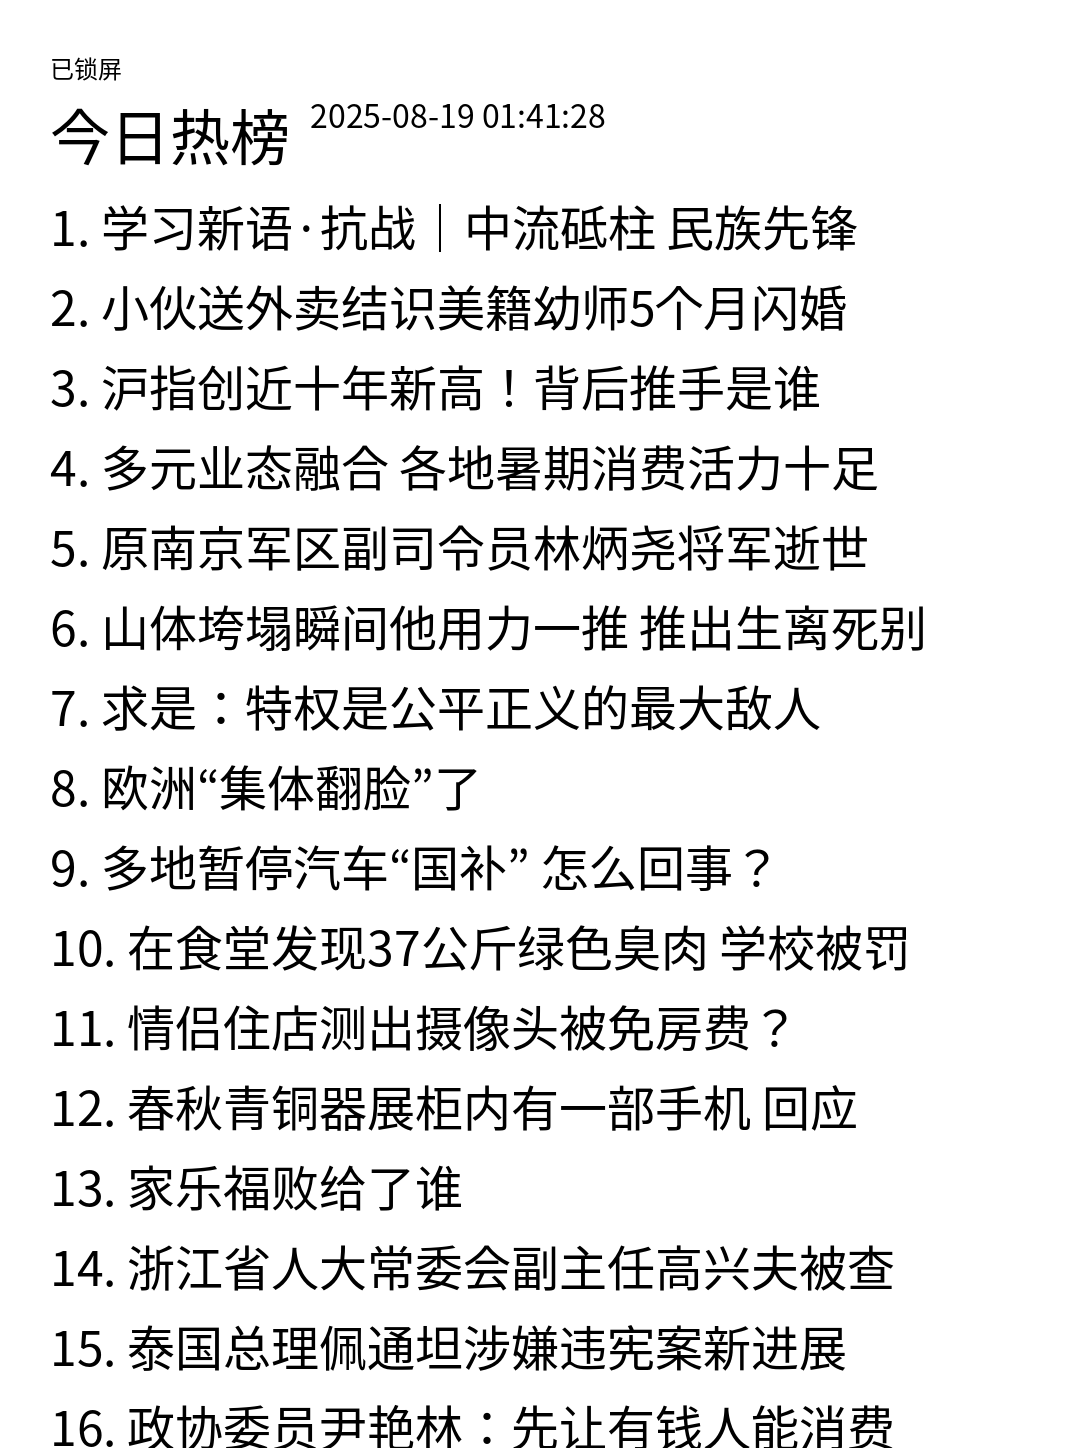 已锁屏
今日热榜 2025-08-19 01:41:28
1. 学习新语·抗战｜中流砥柱 民族先锋
2. 小伙送外卖结识美籍幼师5个月闪婚
3. 沪指创近十年新高！背后推手是谁
4. 多元业态融合 各地暑期消费活力十足
5. 原南京军区副司令员林炳尧将军逝世
6. 山体垮塌瞬间他用力一推 推出生离死别
7. 求是：特权是公平正义的最大敌人
8. 欧洲“集体翻脸”了
9. 多地暂停汽车“国补” 怎么回事？
10. 在食堂发现37公斤绿色臭肉 学校被罚
11. 情侣住店测出摄像头被免房费？
12. 春秋青铜器展柜内有一部手机 回应
13. 家乐福败给了谁
14. 浙江省人大常委会副主任高兴夫被查
15. 泰国总理佩通坦涉嫌违宪案新进展
16. 政协委员尹艳林：先让有钱人能消费